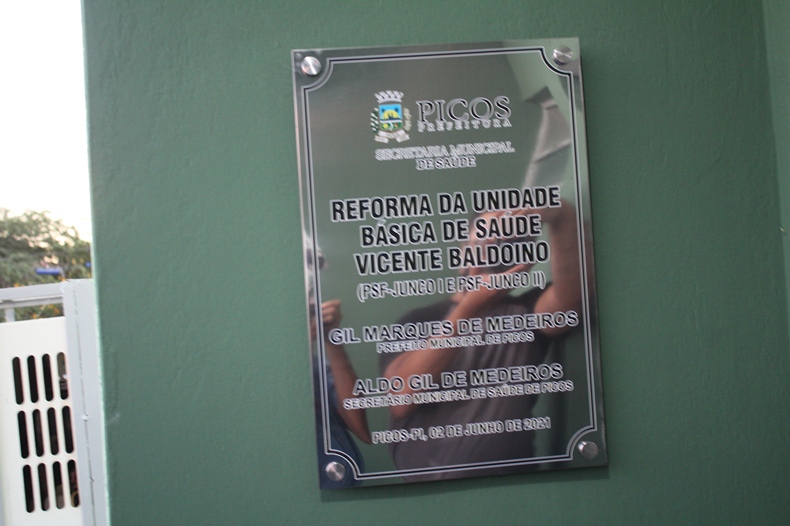 PICOS
PREFEITURA
SECRETARIA MUNICIPAL
DE SAÚDE
REFORMA DA UNIDADE
BÁSICA DE SAÚDE
VICENTE BALDOINO
(PSF-JUNCO I E PSF-JUNCO II)
GIL MARQUES DE MEDEIROS
PREFEITO MUNICIPAL DE PICOS
ALDO GIL DE MEDEIROS
SECRETÁRIO MUNICIPAL DE SAÚDE DE PICOS
PICOS-PI, 02 DE JUNHO DE 2021